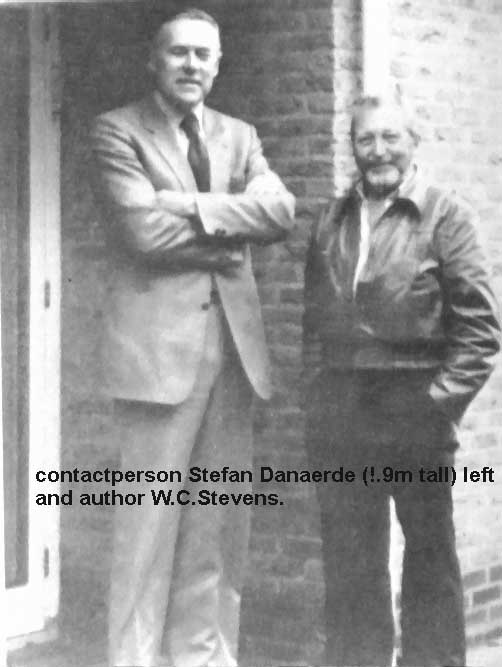 contactperson Stefan Danaerde (!.9m tall) left
and author W.C.Stevens.